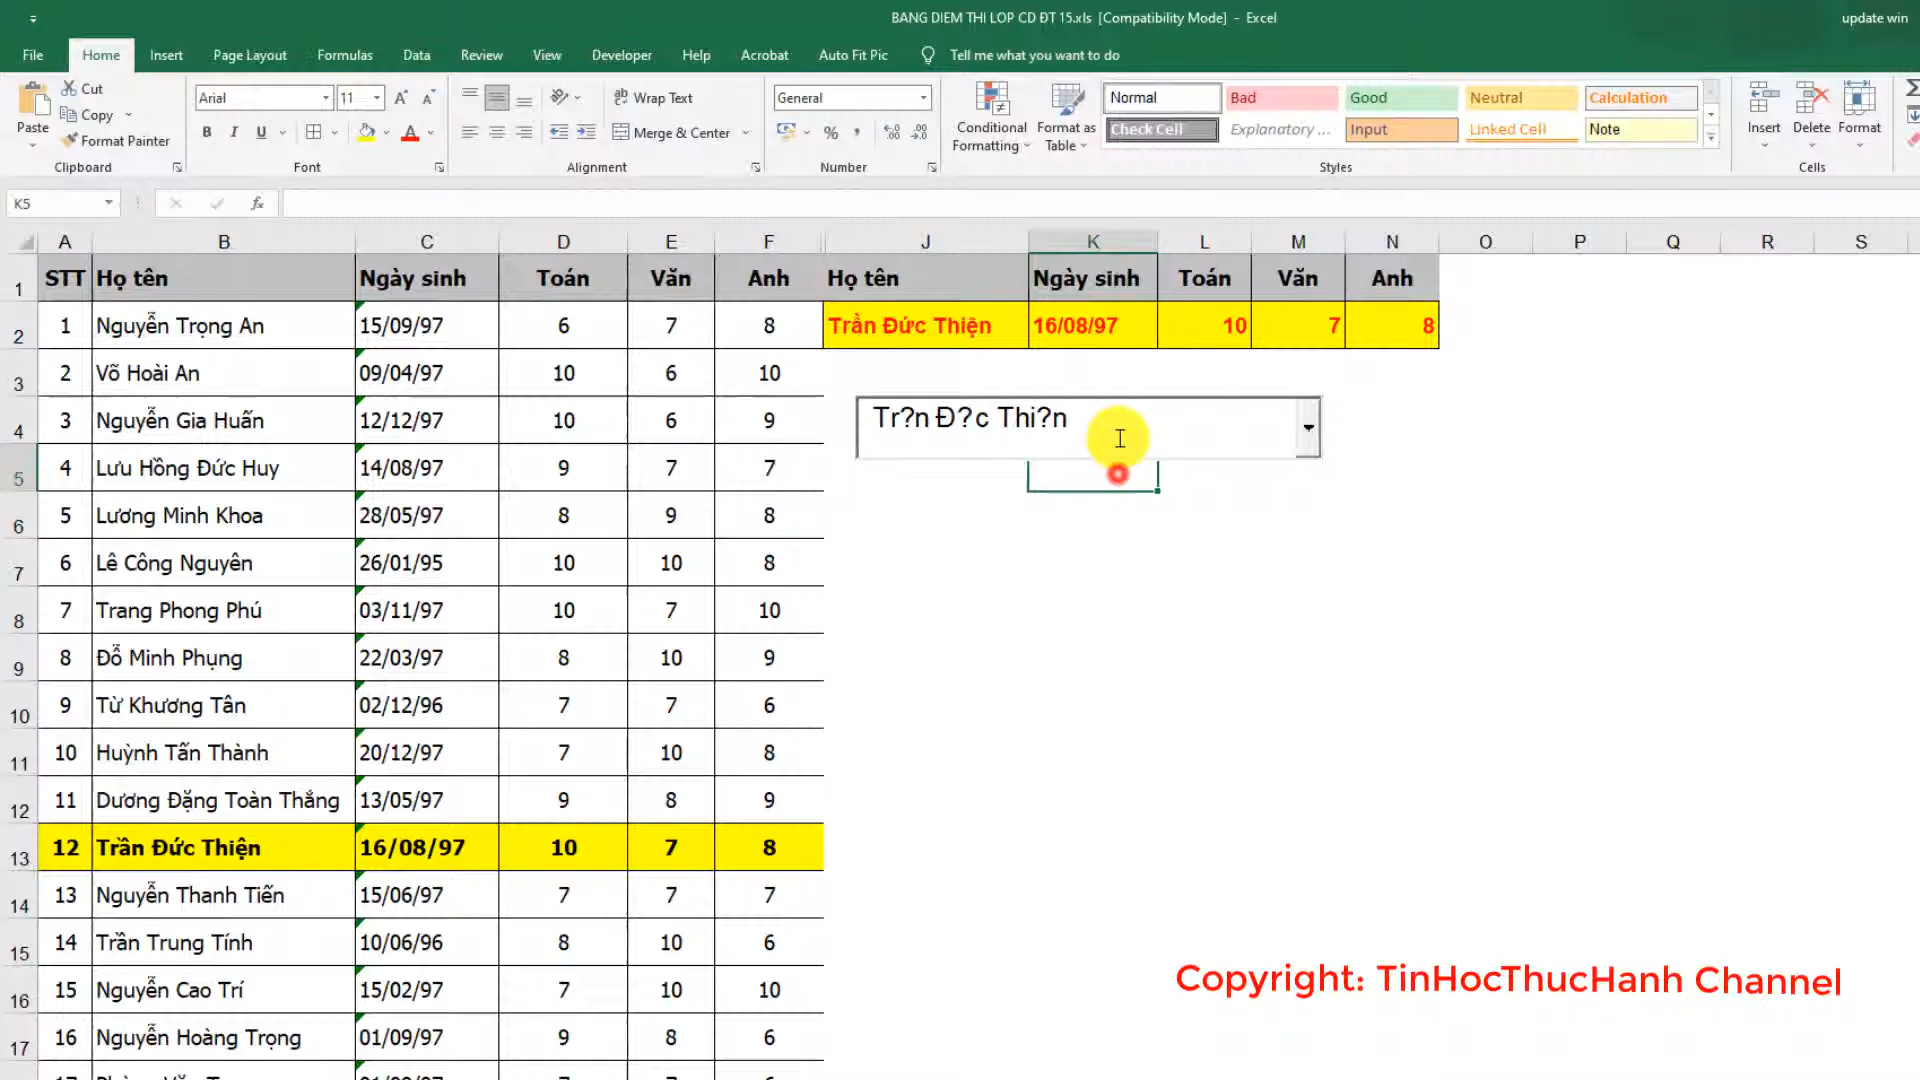 BANG DIEM THI LOP CD ĐT 15.xls [Compatibility Mode] - Excel
update win
File Home Insert Page Layout Formulas Data Review View Developer Help Acrobat Auto Fit Pic Tell me what you want to do
Paste
Cut
Copy
Format Painter
Clipboard
Arial 11
Font
Wrap Text
Merge & Center
Alignment
General
Number
Conditional Formatting
Format as Table
Normal Bad Good Neutral Calculation
Check Cell Explanatory ... Input Linked Cell Note
Styles
Insert Delete Format
Cells
K5
A B C D E F J K L M N O P Q R S
1 STT Họ tên Ngày sinh Toán Văn Anh Họ tên Ngày sinh Toán Văn Anh
2 1 Nguyễn Trọng An 15/09/97 6 7 8 Trần Đức Thiện 16/08/97 10 7 8
3 2 Võ Hoài An 09/04/97 10 6 10
4 3 Nguyễn Gia Huấn 12/12/97 10 6 9
Tr?n Đ?c Thi?n
5 4 Lưu Hồng Đức Huy 14/08/97 9 7 7
6 5 Lương Minh Khoa 28/05/97 8 9 8
7 6 Lê Công Nguyên 26/01/95 10 10 8
8 7 Trang Phong Phú 03/11/97 10 7 10
9 8 Đỗ Minh Phụng 22/03/97 8 10 9
10 9 Từ Khương Tân 02/12/96 7 7 6
11 10 Huỳnh Tấn Thành 20/12/97 7 10 8
12 11 Dương Đặng Toàn Thắng 13/05/97 9 8 9
13 12 Trần Đức Thiện 16/08/97 10 7 8
14 13 Nguyễn Thanh Tiến 15/06/97 7 7 7
15 14 Trần Trung Tính 10/06/96 8 10 6
16 15 Nguyễn Cao Trí 15/02/97 7 10 10
17 16 Nguyễn Hoàng Trọng 01/09/97 9 8 6
Copyright: TinHocThucHanh Channel